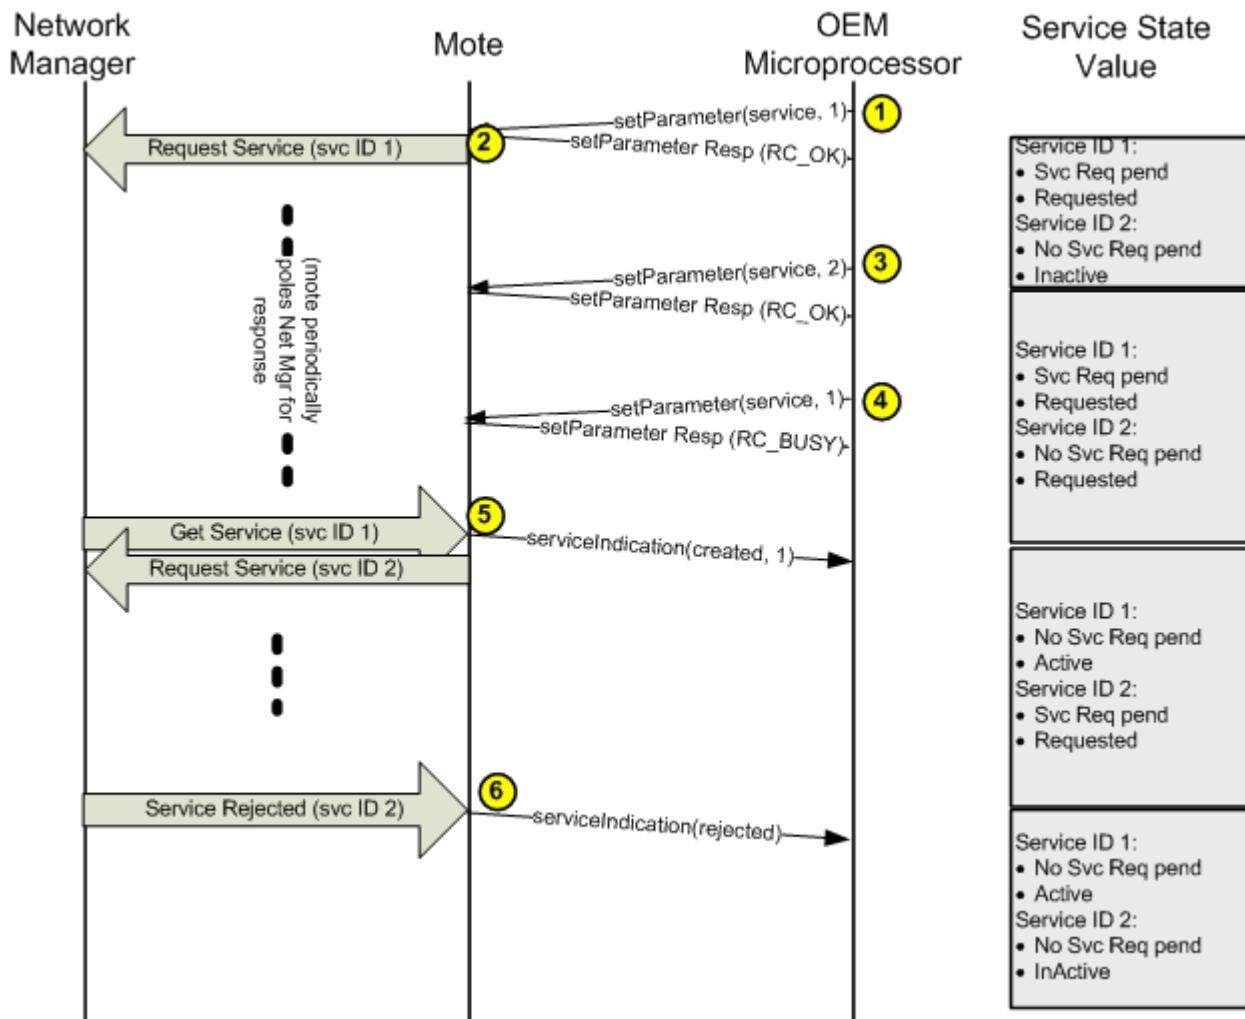 Network
Manager
Mote
OEM
Microprocessor
Service State
Value
setParameter(service, 1)
1
2
Request Service (svc ID 1)
setParameter Resp (RC_OK)
Service ID 1:
• Svc Req pend
• Requested
Service ID 2:
• No Svc Req pend
• Inactive
(mote periodically
poles Net Mgr for
response
3
setParameter(service, 2)
setParameter Resp (RC_OK)
Service ID 1:
• Svc Req pend
• Requested
Service ID 2:
• No Svc Req pend
• Requested
4
setParameter(service, 1)
setParameter Resp (RC_BUSY)
5
Get Service (svc ID 1)
serviceIndication(created, 1)
Request Service (svc ID 2)
Service ID 1:
• No Svc Req pend
• Active
Service ID 2:
• Svc Req pend
• Requested
6
Service Rejected (svc ID 2)
serviceIndication(rejected)
Service ID 1:
• No Svc Req pend
• Active
Service ID 2:
• No Svc Req pend
• InActive